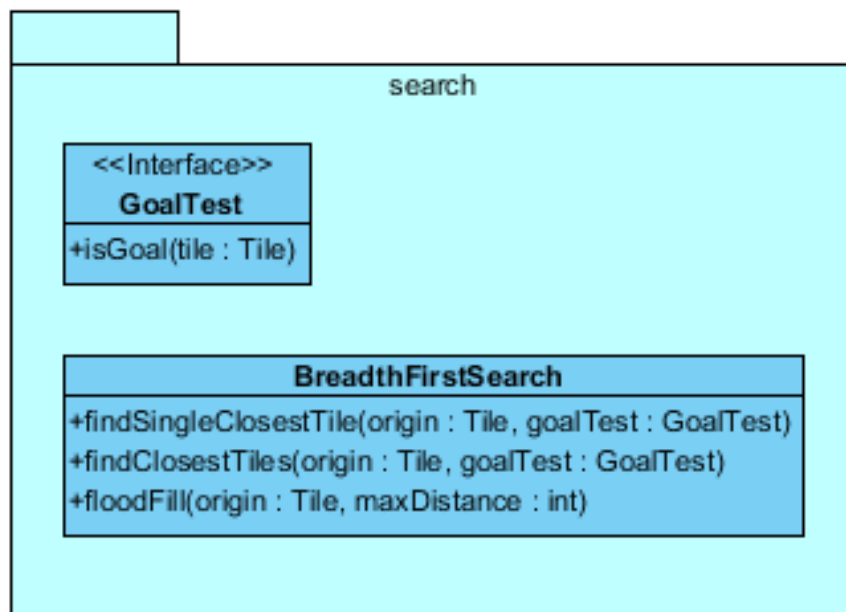 search
<<Interface>>
GoalTest
+isGoal(tile : Tile)
BreadthFirstSearch
+findSingleClosestTile(origin : Tile, goalTest : GoalTest)
+findClosestTiles(origin : Tile, goalTest : GoalTest)
+floodFill(origin : Tile, maxDistance : int)